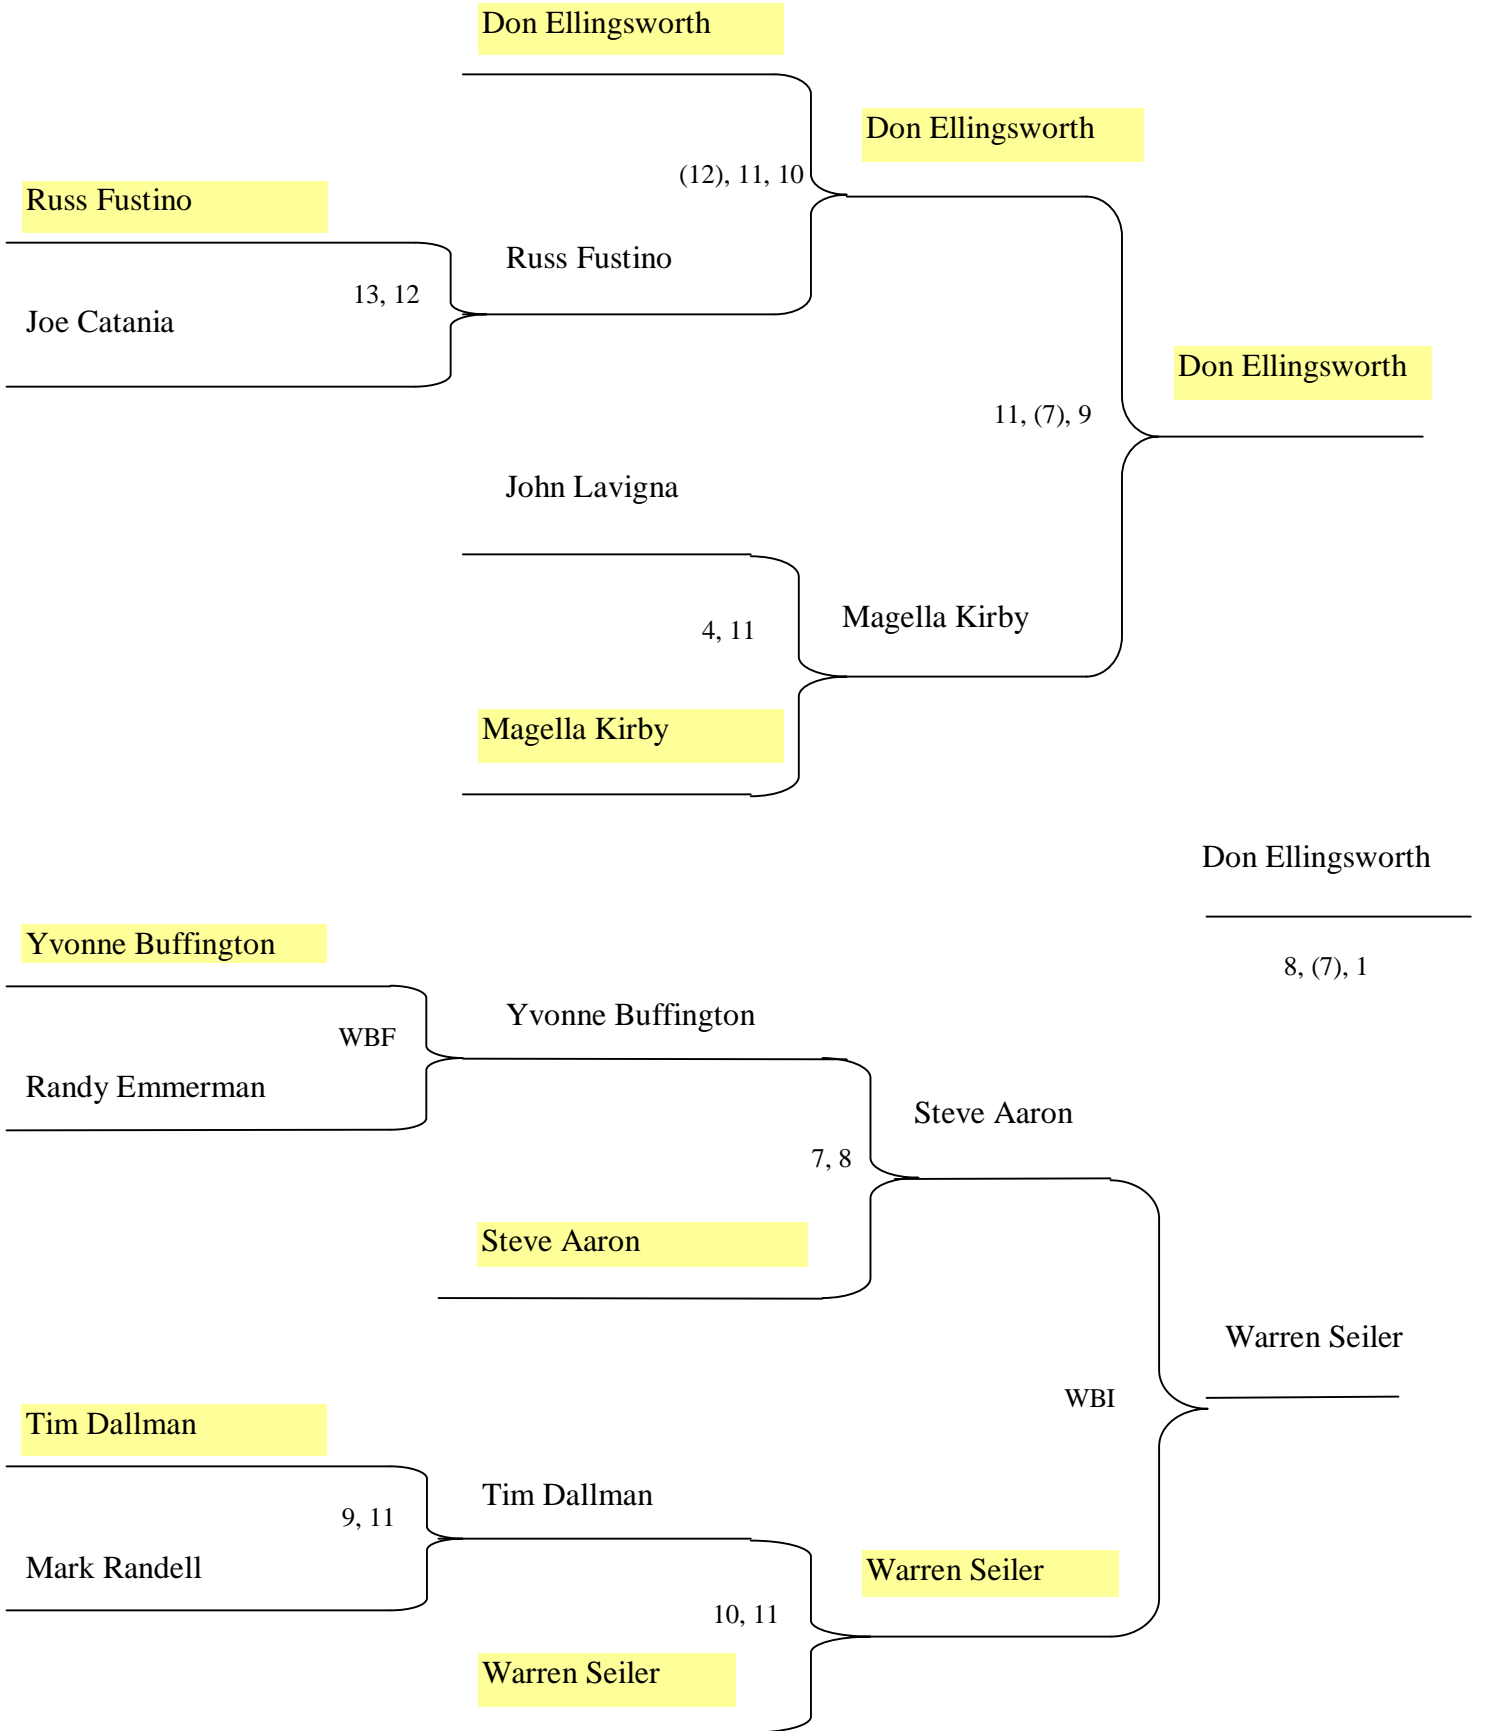 Don Ellingsworth
Don Ellingsworth
(12), 11, 10
Russ Fustino
Russ Fustino
13, 12
Joe Catania
Don Ellingsworth
11, (7), 9
John Lavigna
Magella Kirby
4, 11
Magella Kirby
Don Ellingsworth
Yvonne Buffington
8, (7), 1
Yvonne Buffington
WBF
Randy Emmerman
Steve Aaron
7, 8
Steve Aaron
Warren Seiler
WBI
Tim Dallman
Tim Dallman
9, 11
Mark Randell
Warren Seiler
10, 11
Warren Seiler